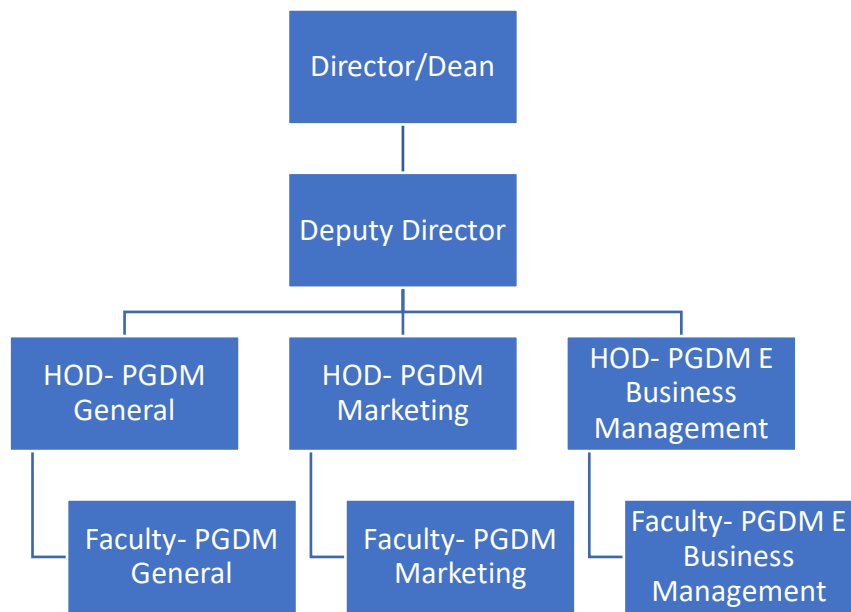 Director/Dean
Deputy Director
HOD- PGDM
General
HOD- PGDM
Marketing
HOD- PGDM E
Business
Management
Faculty- PGDM
General
Faculty- PGDM
Marketing
Faculty- PGDM E
Business
Management